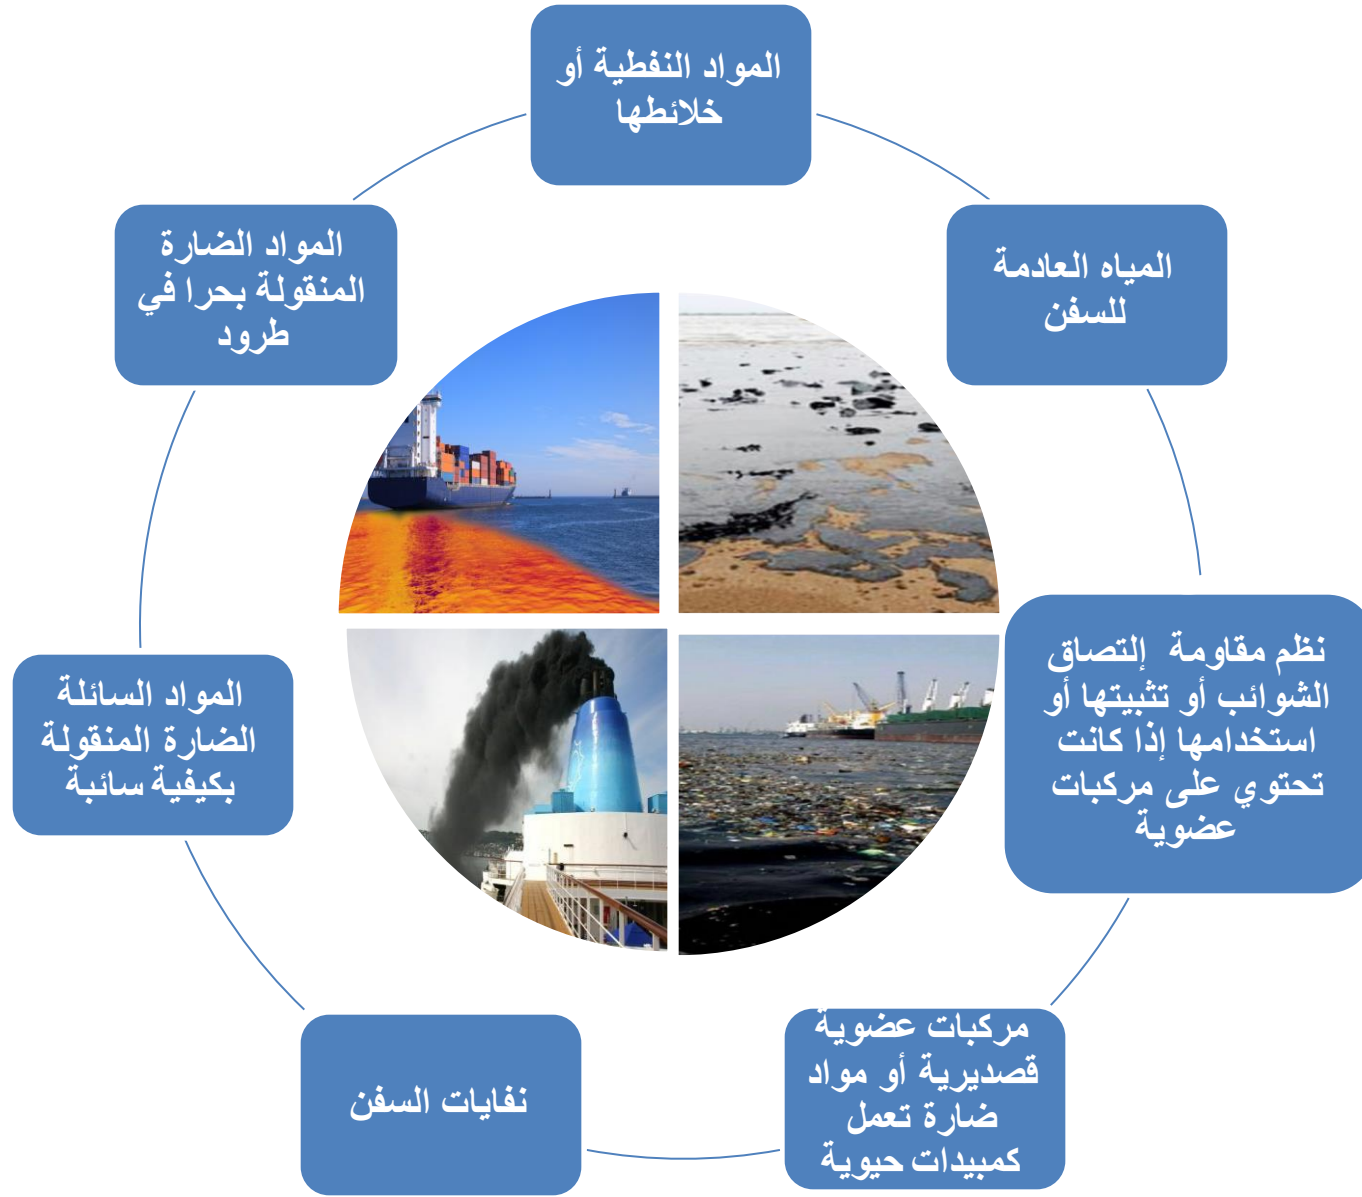 المواد النفطية أو
خلائطها
المياه العادمة
للسفن
نظم مقاومة إلتصاق
الشوائب أو تثبيتها أو
استخدامها إذا كانت
تحتوي على مركبات
عضوية
مركبات عضوية
قصديرية أو مواد
ضارة تعمل
كمبيدات حيوية
نفايات السفن
المواد السائلة
الضارة المنقولة
بكيفية سائبة
المواد الضارة
المنقولة بحرا في
طرود